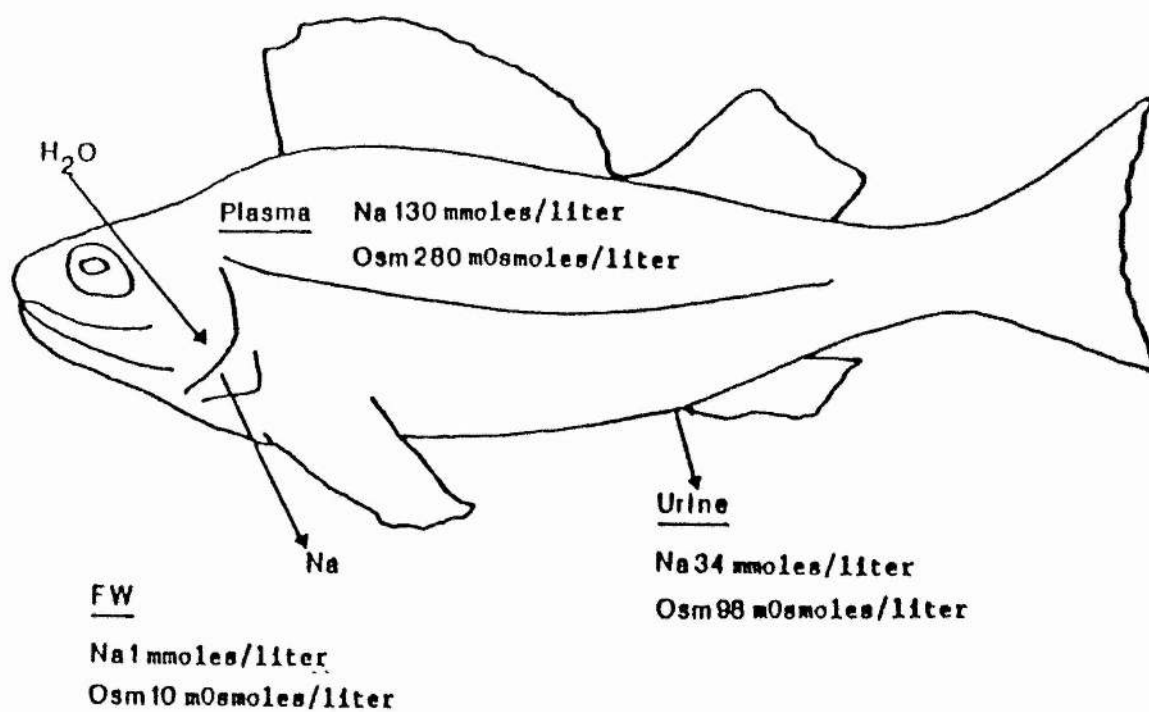 H2O
Plasma Na 130 mmoles/liter
Osm 280 mOsmoles/liter
Na
Urine
Na 34 mmoles/liter
Osm 98 mOsmoles/liter
FW
Na 1 mmoles/liter
Osm 10 mOsmoles/liter